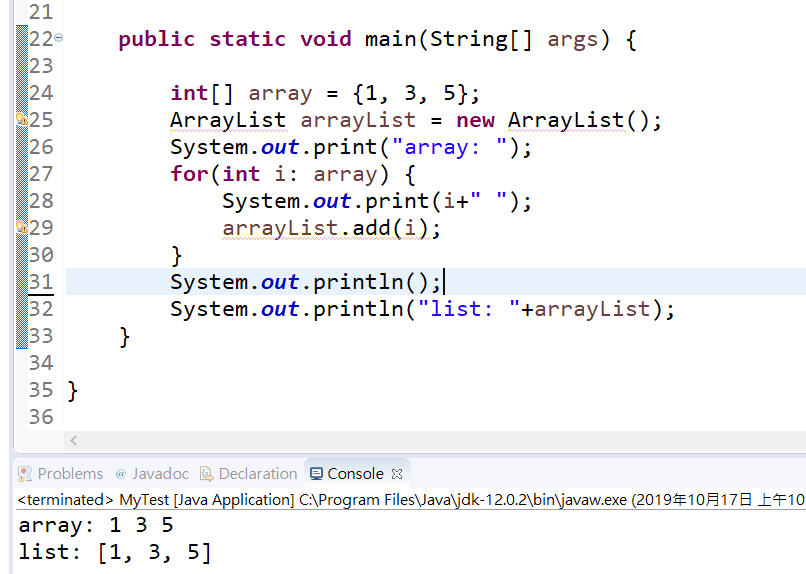 21
22 public static void main(String[] args) {
23
24 int[] array = {1, 3, 5};
25 ArrayList arrayList = new ArrayList();
26 System.out.print("array: ");
27 for(int i: array) {
28 System.out.print(i+" ");
29 arrayList.add(i);
30 }
31 System.out.println();
32 System.out.println("list: "+arrayList);
33 }
34
35 }
36
Problems @ Javadoc Declaration Console
<terminated> MyTest [Java Application] C:\Program Files\Java\jdk-12.0.2\bin\javaw.exe (2019年10月17日 上午10
array: 1 3 5
list: [1, 3, 5]